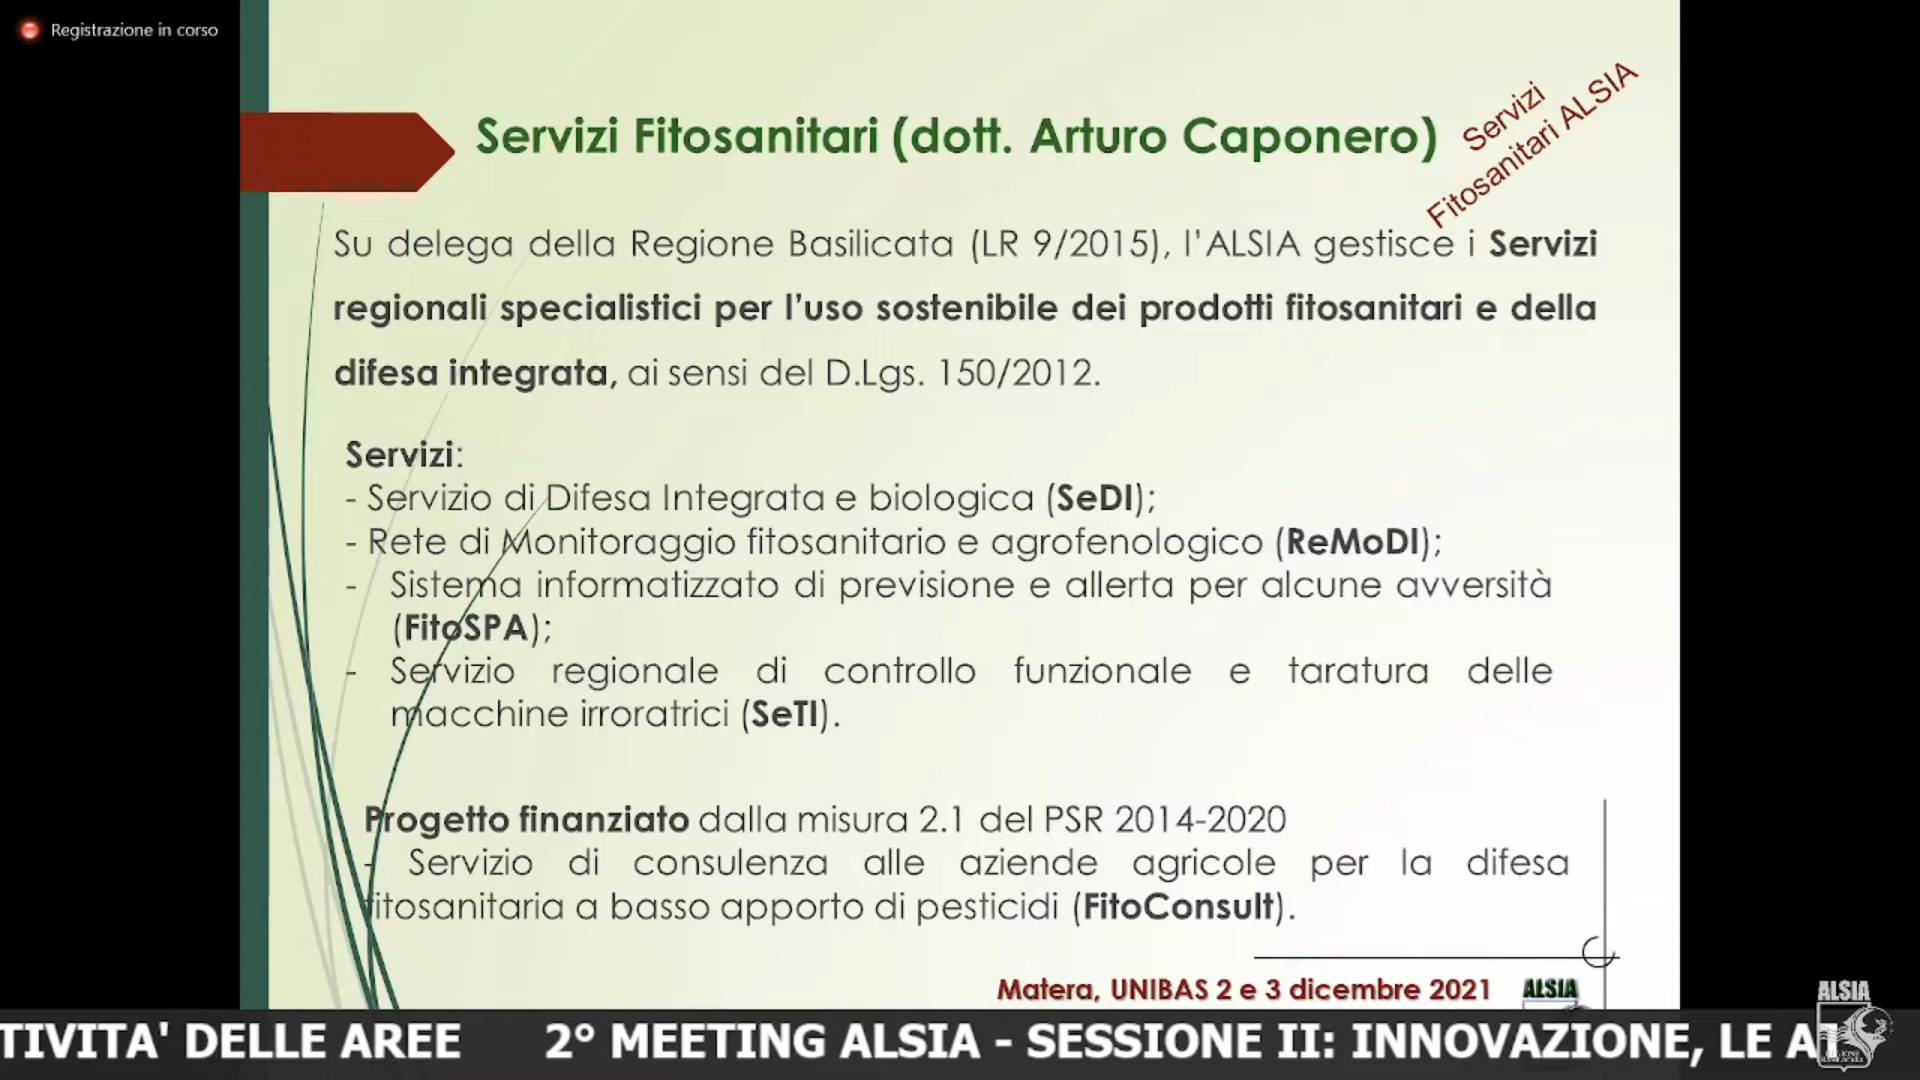 Registrazione in corso
Servizi Fitosanitari (dott. Arturo Caponero)
Servizi
Fitosanitari ALSIA
Su delega della Regione Basilicata (LR 9/2015), l'ALSIA gestisce i Servizi
regionali specialistici per l'uso sostenibile dei prodotti fitosanitari e della
difesa integrata, ai sensi del D.Lgs. 150/2012.
Servizi:
- Servizio di Difesa Integrata e biologica (SeDI);
- Rete di Monitoraggio fitosanitario e agrofenologico (ReMoDI);
- Sistema informatizzato di previsione e allerta per alcune avversità
(FitoSPA);
- Servizio regionale di controllo funzionale e taratura delle
macchine irroratrici (SeTI).
Progetto finanziato dalla misura 2.1 del PSR 2014-2020
- Servizio di consulenza alle aziende agricole per la difesa
fitosanitaria a basso apporto di pesticidi (FitoConsult).
Matera, UNIBAS 2 e 3 dicembre 2021
ALSIA
ALSIA
TIVITA' DELLE AREE 2° MEETING ALSIA - SESSIONE II: INNOVAZIONE, LE AT